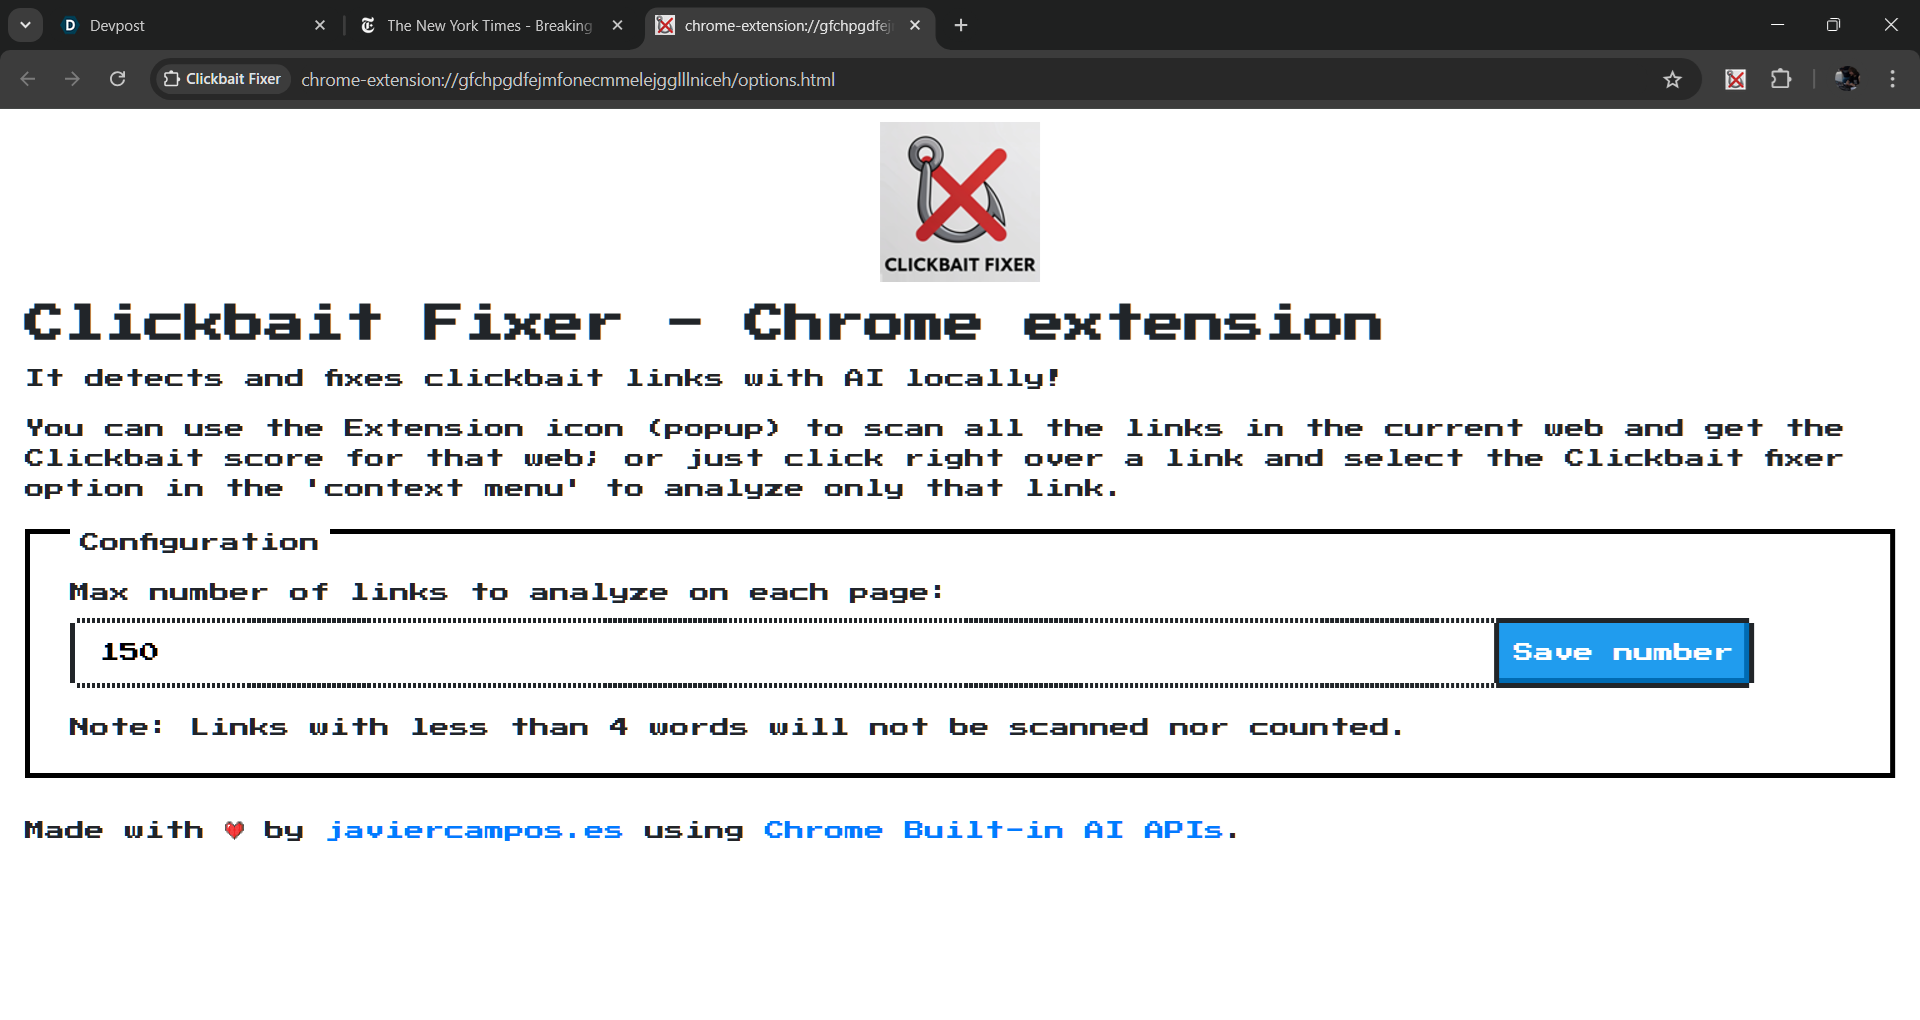 Devpost
The New York Times - Breaking
chrome-extension://gfchpgdfej
Clickbait Fixer
chrome-extension://gfchpgdfejmfonecmmelejgglllniceh/options.html
CLICKBAIT FIXER
Clickbait Fixer - Chrome extension
It detects and fixes clickbait links with AI locally!
You can use the Extension icon (popup) to scan all the links in the current web and get the
Clickbait score for that web; or just click right over a link and select the Clickbait fixer
option in the 'context menu' to analyze only that link.
Configuration
Max number of links to analyze on each page:
150
Save number
Note: Links with less than 4 words will not be scanned nor counted.
Made with ❤ by javiercampos.es using Chrome Built-in AI APIs.